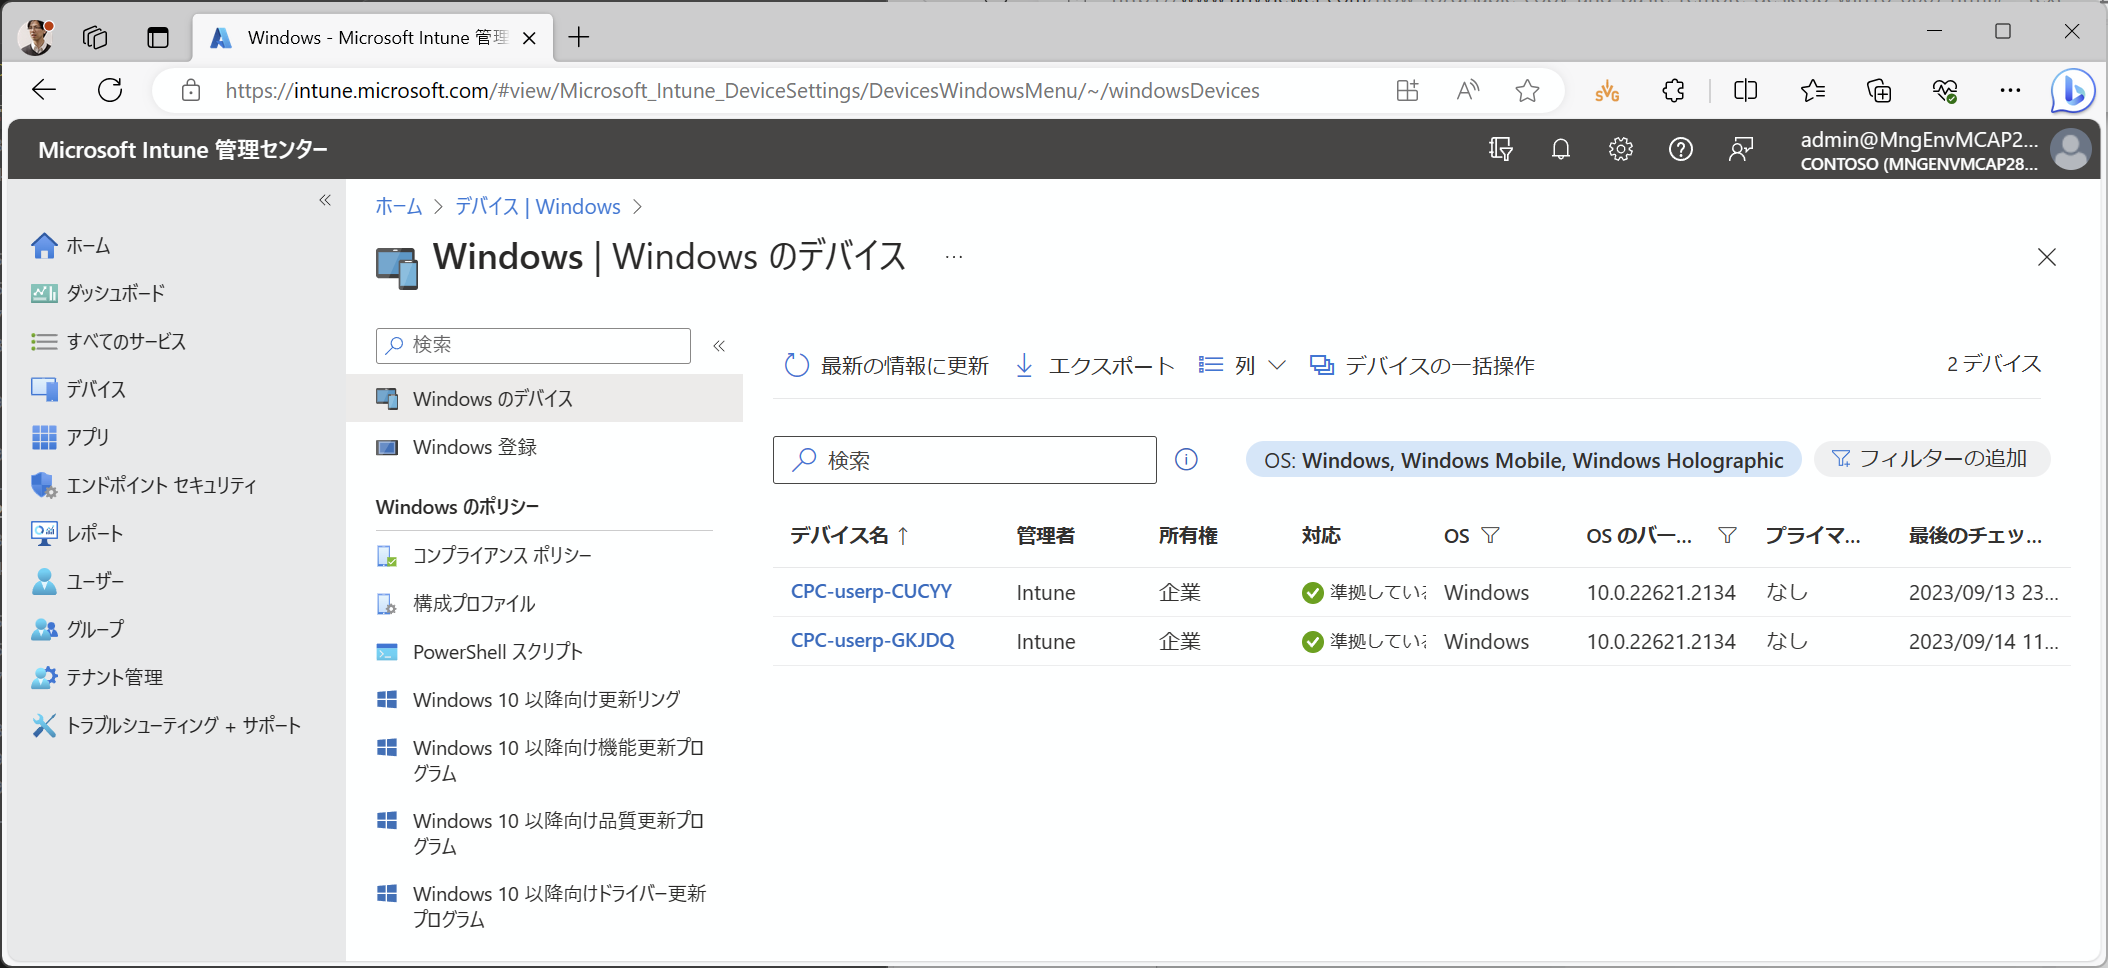 Windows - Microsoft Intune 管理
https://intune.microsoft.com/#view/Microsoft_Intune_DeviceSettings/DevicesWindowsMenu/~/windowsDevices
Microsoft Intune 管理センター
admin@MngEnvMCAP2...
CONTOSO (MNGENVMCAP28...
ホーム
ダッシュボード
すべてのサービス
デバイス
アプリ
エンドポイント セキュリティ
レポート
ユーザー
グループ
テナント管理
トラブルシューティング + サポート
ホーム > デバイス | Windows >
Windows | Windows のデバイス ...
検索
Windows のデバイス
Windows 登録
Windows のポリシー
コンプライアンス ポリシー
構成プロファイル
PowerShell スクリプト
Windows 10 以降向け更新リング
Windows 10 以降向け機能更新プロ
グラム
Windows 10 以降向け品質更新プロ
グラム
Windows 10 以降向けドライバー更新
プログラム
最新の情報に更新 エクスポート 列 デバイスの一括操作 2 デバイス
検索 OS: Windows, Windows Mobile, Windows Holographic フィルターの追加
デバイス名 ↑ 管理者 所有権 対応 OS OS のバー... プライマ... 最後のチェッ...
CPC-userp-CUCYY Intune 企業 準拠している Windows 10.0.22621.2134 なし 2023/09/13 23...
CPC-userp-GKJDQ Intune 企業 準拠している Windows 10.0.22621.2134 なし 2023/09/14 11...